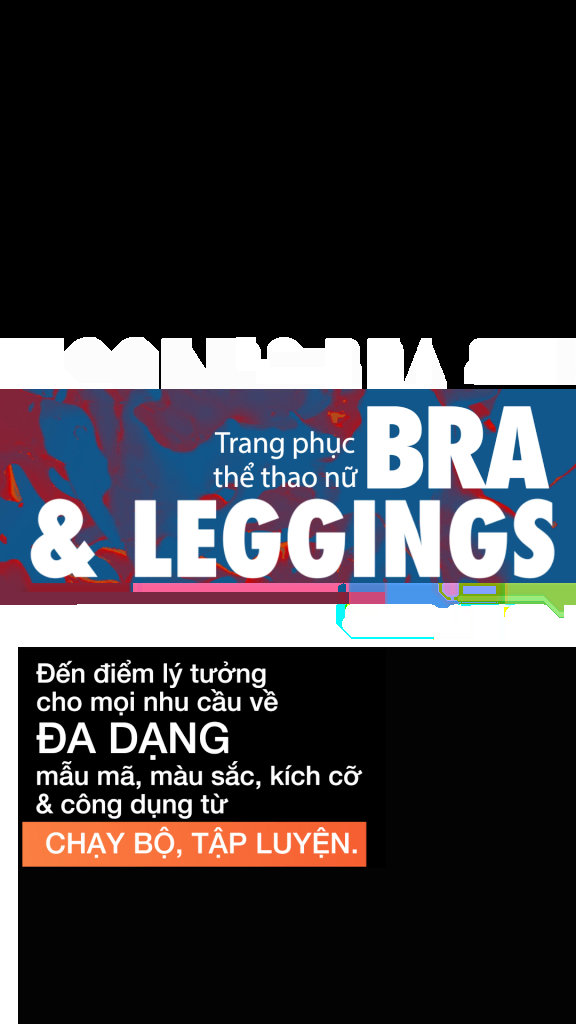 Trang phục
thể thao nữ
BRA
& LEGGINGS
Đến điểm lý tưởng
cho mọi nhu cầu về
ĐA DẠNG
mẫu mã, màu sắc, kích cỡ
& công dụng từ
CHẠY BỘ, TẬP LUYỆN.